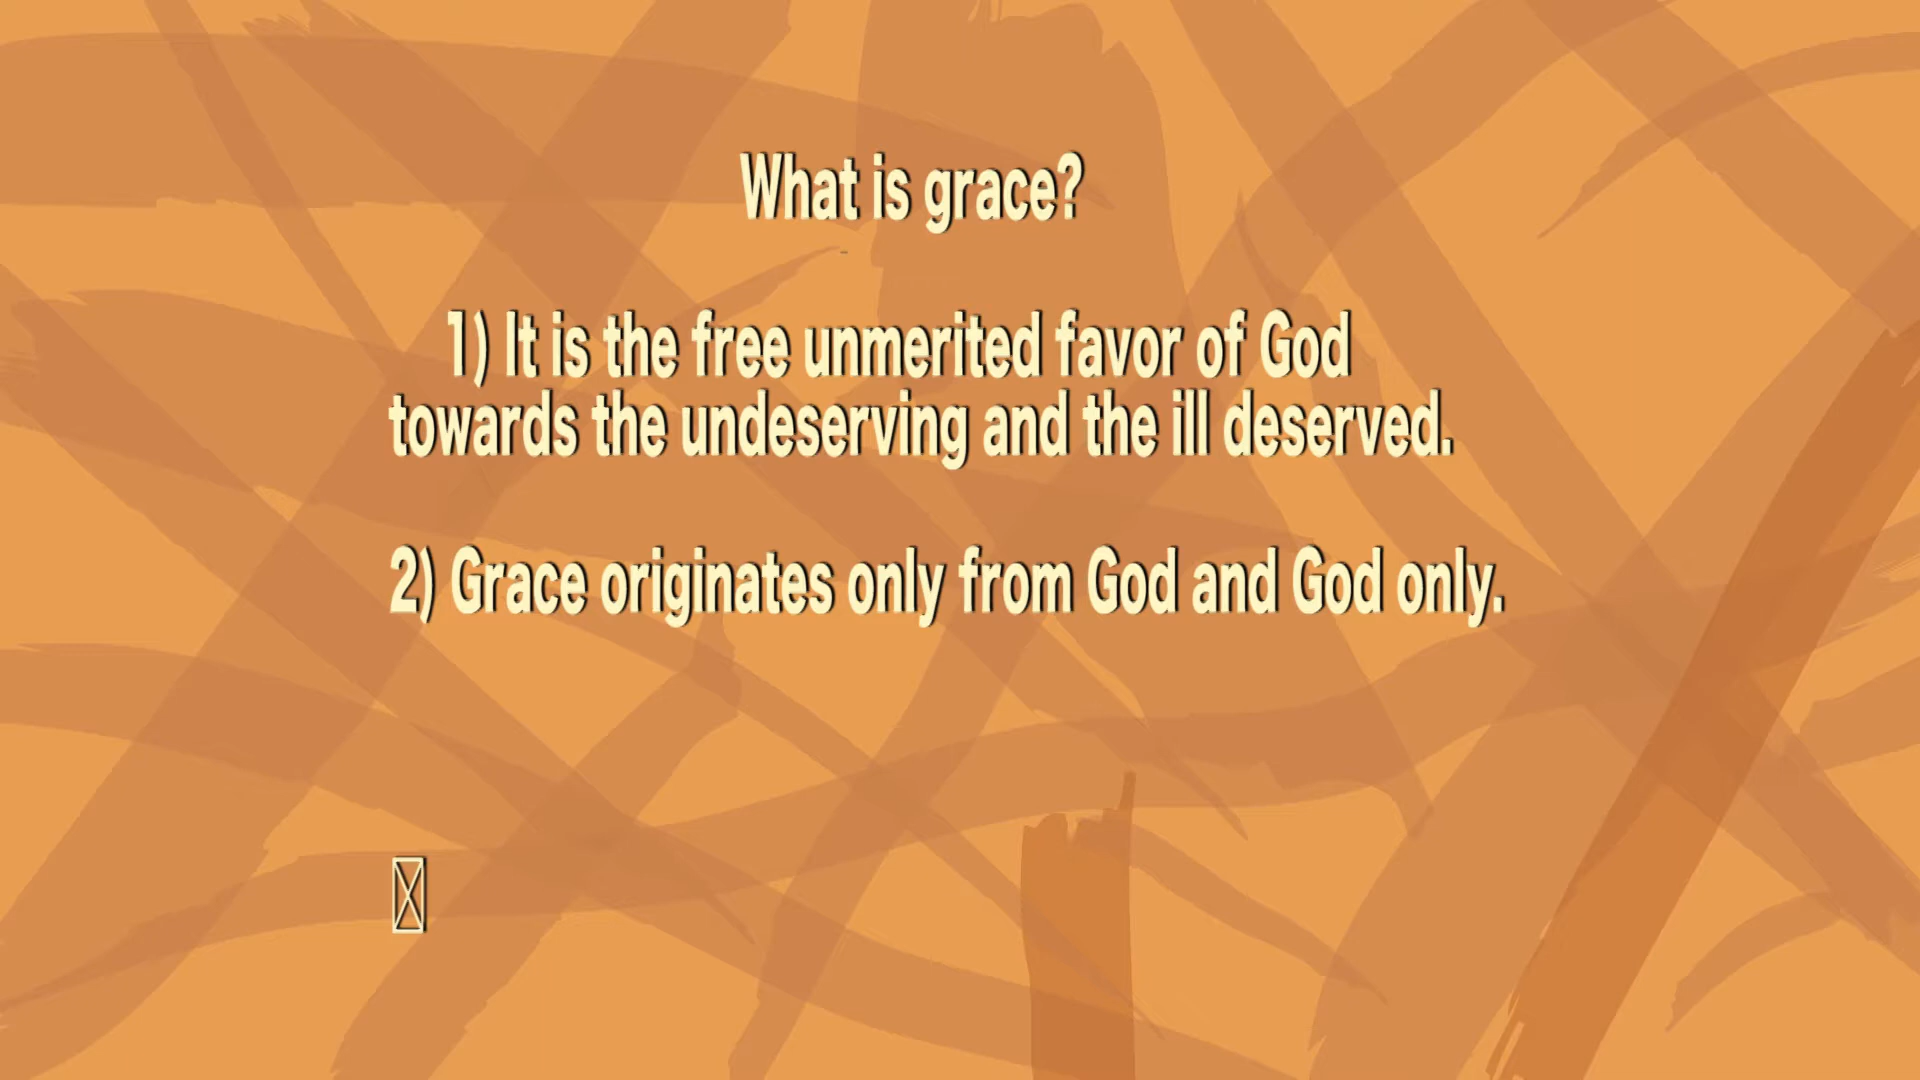 What is grace?
1) It is the free unmerited favor of God
towards the undeserving and the ill deserved.
2) Grace originates only from God and God only.